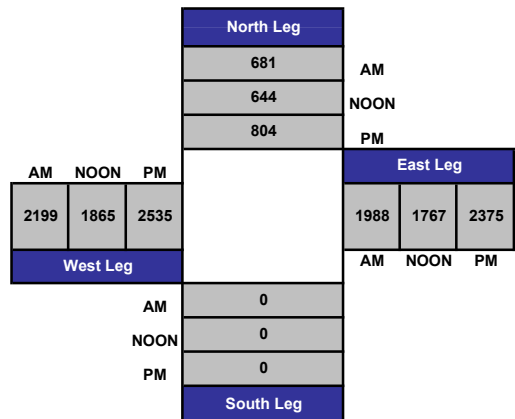 North Leg
681
AM
644
NOON
804
PM
East Leg
AM NOON PM
2199 1865 2535
1988 1767 2375
West Leg
AM NOON PM
AM
0
NOON
0
PM
0
South Leg